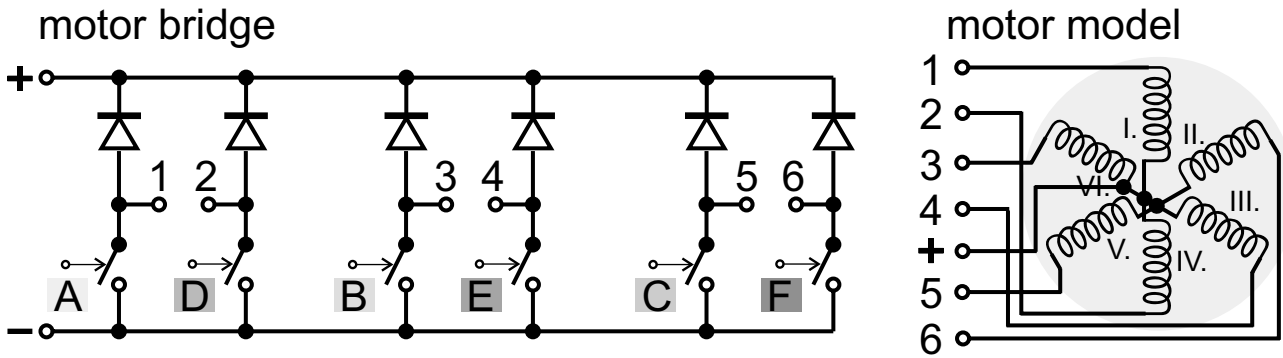 motor bridge
+
1 2 3 4 5 6
A D B E C F
−
motor model
1
2
3
4
+
5
6
I. II.
VI. III.
V. IV.